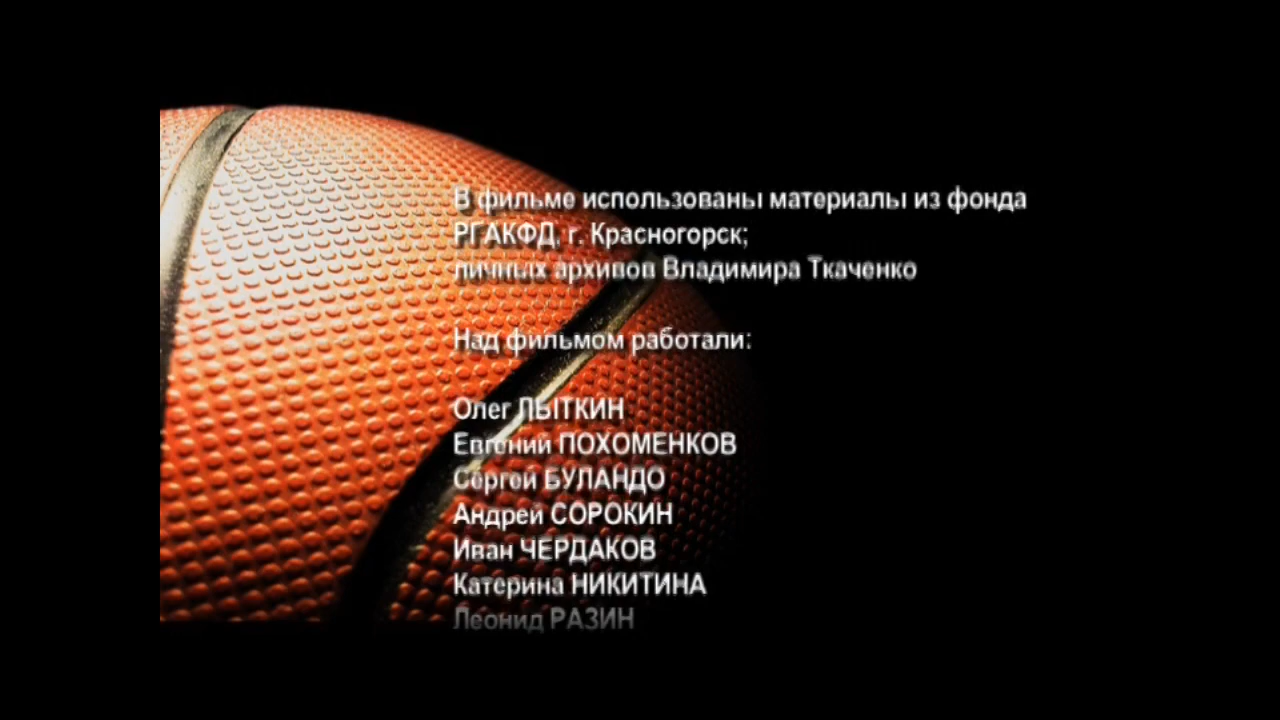 В фильме использованы материалы из фонда
РГАКФД, г. Красногорск;
личных архивов Владимира Ткаченко
Над фильмом работали:
Олег ЛЫТКИН
Евгений ПОХОМЕНКОВ
Сергей БУЛАНДО
Андрей СОРОКИН
Иван ЧЕРДАКОВ
Катерина НИКИТИНА
Леонид РАЗИН